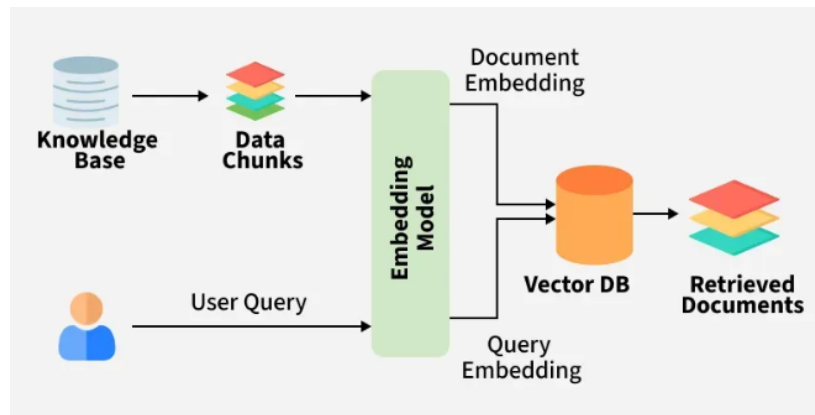 Document
Embedding
Knowledge
Base
Data
Chunks
Embedding
Model
Vector DB
Retrieved
Documents
User Query
Query
Embedding